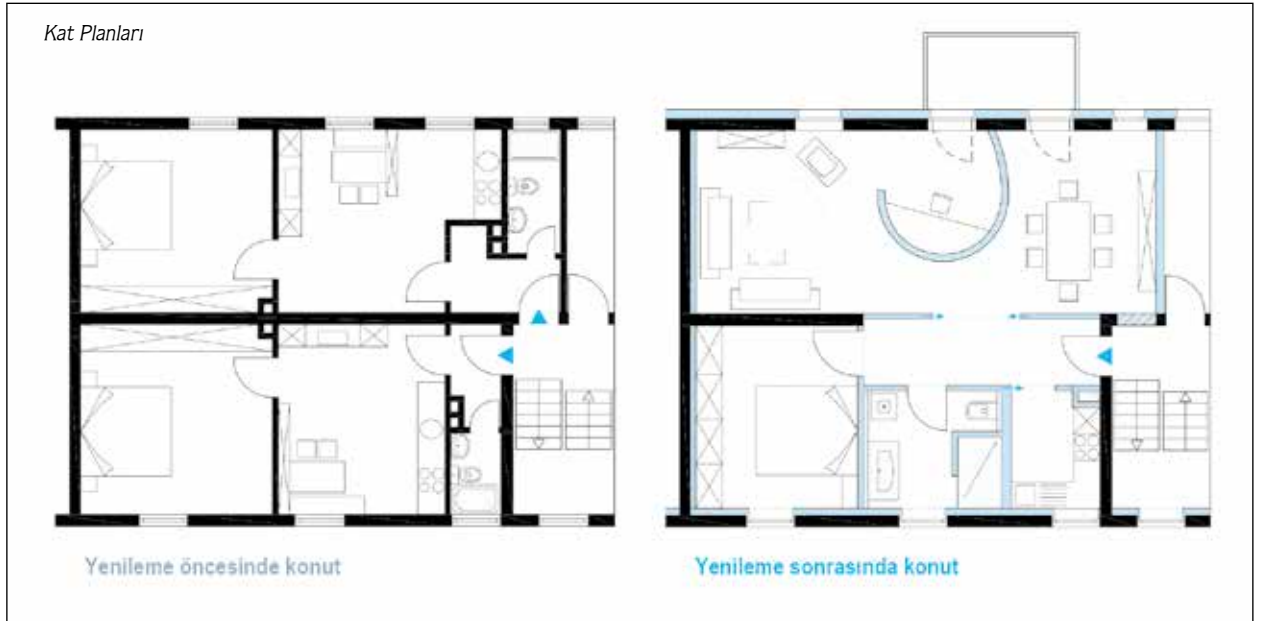 Kat Planları
Yenileme öncesinde konut
Yenileme sonrasında konut